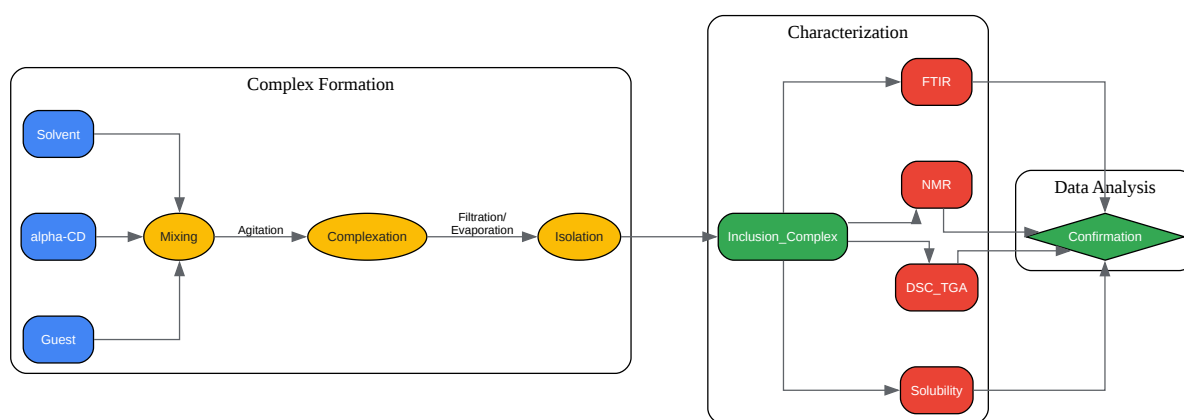 Complex Formation
Solvent
alpha-CD
Guest
Mixing
Agitation
Complexation
Filtration/
Evaporation
Isolation
Characterization
Inclusion_Complex
FTIR
NMR
DSC_TGA
Solubility
Data Analysis
Confirmation